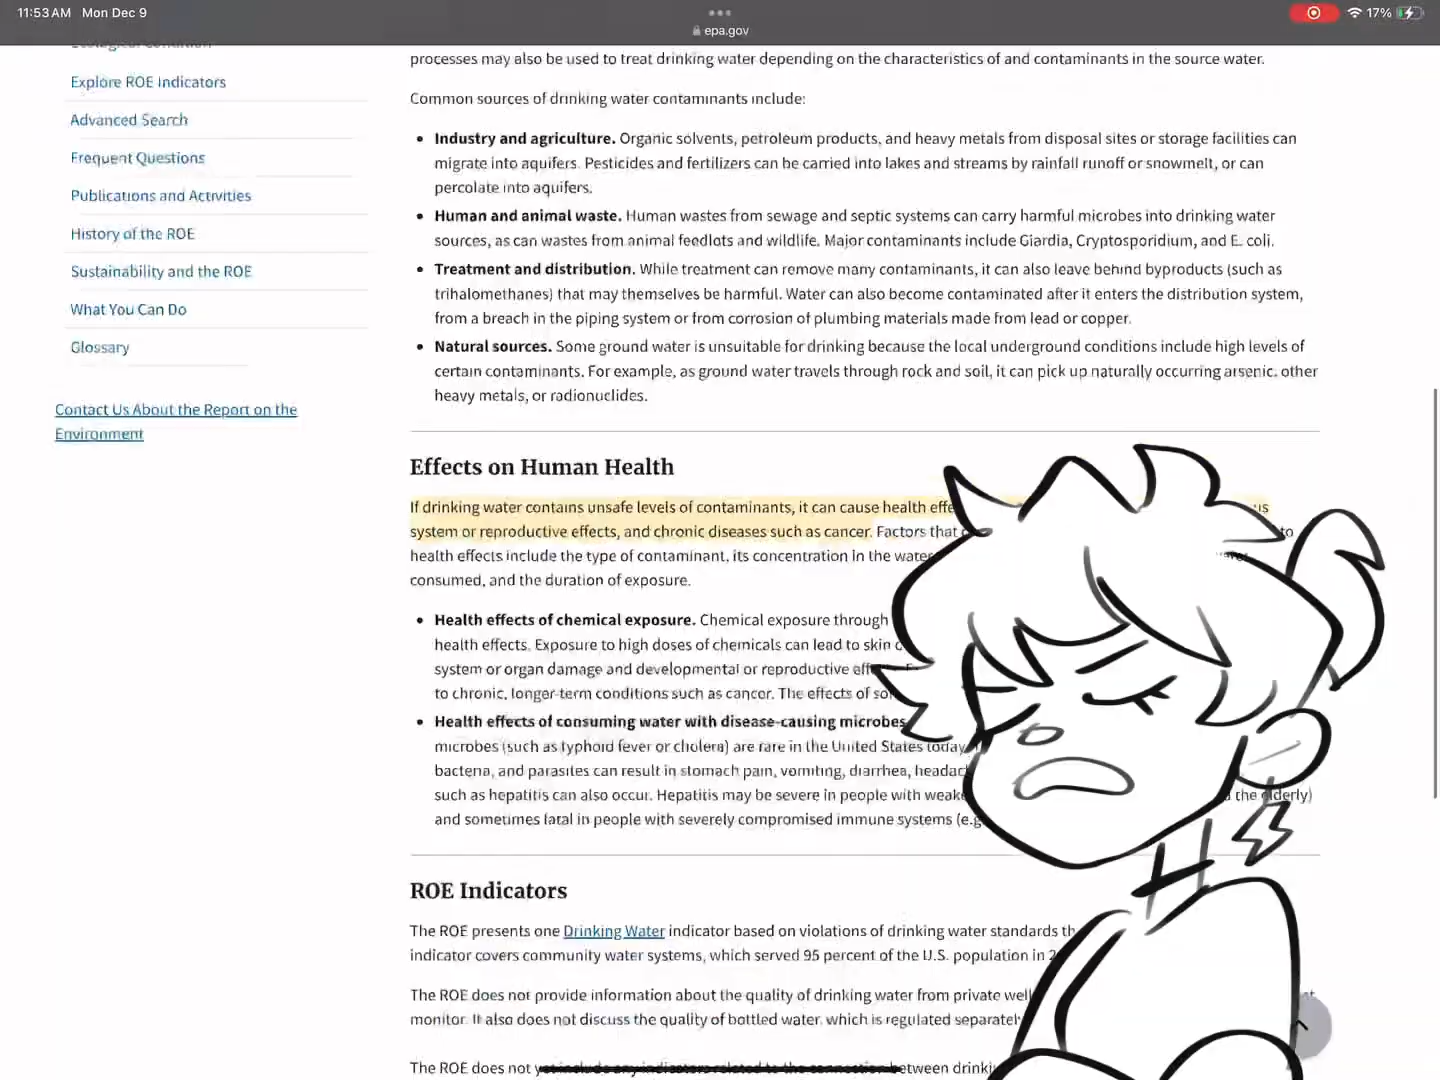 11:53 AM Mon Dec 9
17%
epa.gov
Ecological Condition
Explore ROE Indicators
Advanced Search
Frequent Questions
Publications and Activities
History of the ROE
Sustainability and the ROE
What You Can Do
Glossary
Contact Us About the Report on the
Environment
processes may also be used to treat drinking water depending on the characteristics of and contaminants in the source water.
Common sources of drinking water contaminants include:
• Industry and agriculture. Organic solvents, petroleum products, and heavy metals from disposal sites or storage facilities can
migrate into aquifers. Pesticides and fertilizers can be carried into lakes and streams by rainfall runoff or snowmelt, or can
percolate into aquifers.
• Human and animal waste. Human wastes from sewage and septic systems can carry harmful microbes into drinking water
sources, as can wastes from animal feedlots and wildlife. Major contaminants include Giardia, Cryptosporidium, and E. coli.
• Treatment and distribution. While treatment can remove many contaminants, it can also leave behind byproducts (such as
trihalomethanes) that may themselves be harmful. Water can also become contaminated after it enters the distribution system,
from a breach in the piping system or from corrosion of plumbing materials made from lead or copper.
• Natural sources. Some ground water is unsuitable for drinking because the local underground conditions include high levels of
certain contaminants. For example, as ground water travels through rock and soil, it can pick up naturally occurring arsenic, other
heavy metals, or radionuclides.
Effects on Human Health
If drinking water contains unsafe levels of contaminants, it can cause health
system or reproductive effects, and chronic diseases such as cancer. Factors that to
health effects include the type of contaminant, its concentration in the water
consumed, and the duration of exposure.
• Health effects of chemical exposure. Chemical exposure through
health effects. Exposure to high doses of chemicals can lead to skin
system or organ damage and developmental or reproductive
to chronic, longer-term conditions such as cancer. The effects of
• Health effects of consuming water with disease-causing microbes
microbes (such as typhoid fever or cholera) are rare in the United States today
bacteria, and parasites can result in stomach pain, vomiting, diarrhea,
such as hepatitis can also occur. Hepatitis may be severe in people with the elderly)
and sometimes fatal in people with severely compromised immune systems (e.g.
ROE Indicators
The ROE presents one Drinking Water indicator based on violations of drinking water standards
indicator covers community water systems, which served 95 percent of the U.S. population in
The ROE does not provide information about the quality of drinking water from private
monitor. It also does not discuss the quality of bottled water, which is regulated
The ROE does not yet include any indicators related to the connection between